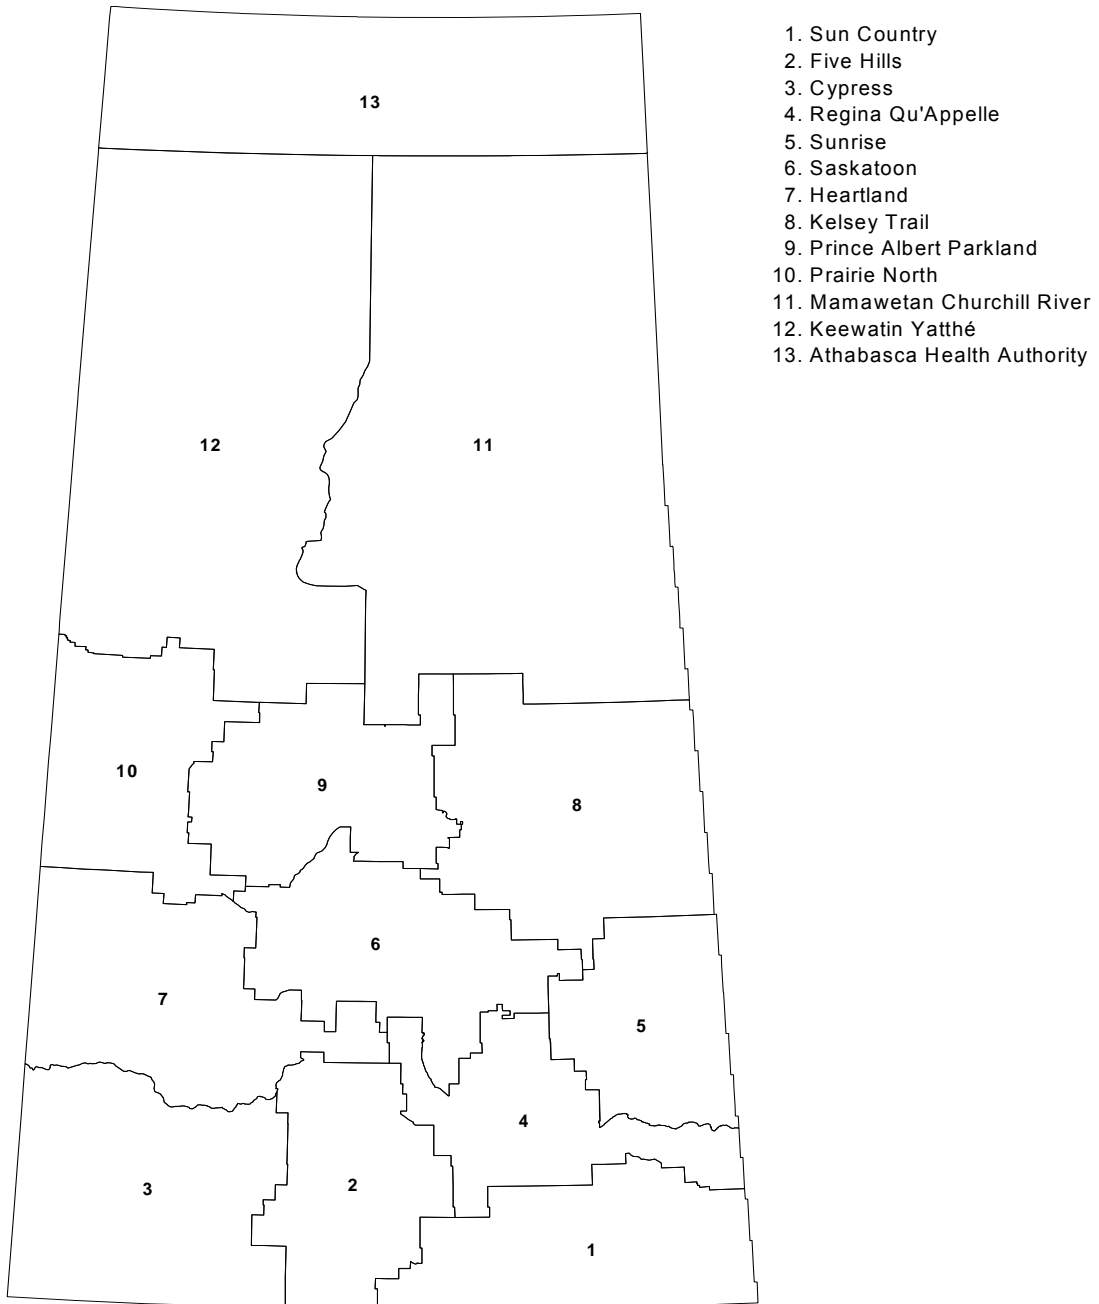 1. Sun Country
2. Five Hills
3. Cypress
4. Regina Qu'Appelle
5. Sunrise
6. Saskatoon
7. Heartland
8. Kelsey Trail
9. Prince Albert Parkland
10. Prairie North
11. Mamawetan Churchill River
12. Keewatin Yatthé
13. Athabasca Health Authority
13
12
11
10
9
8
6
7
5
4
3
2
1